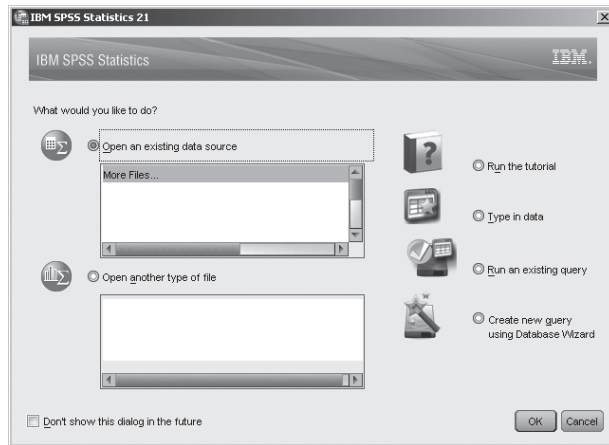 IBM SPSS Statistics 21
IBM SPSS Statistics
IBM.
What would you like to do?
Open an existing data source
More Files...
Open another type of file
Run the tutorial
Type in data
Run an existing query
Create new query
using Database Wizard
Don't show this dialog in the future
OK
Cancel